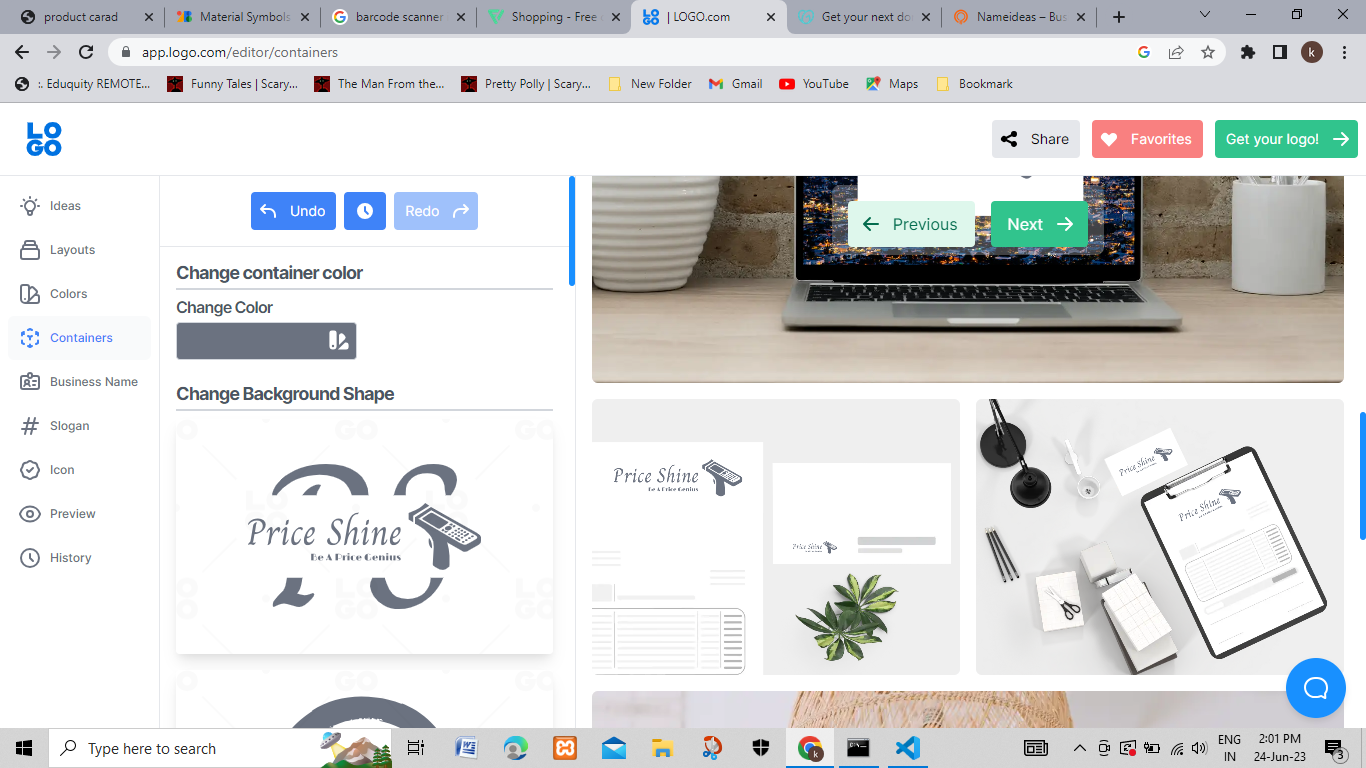 product carad
Material Symbols
barcode scanner
Shopping - Free
| LOGO.com
Get your next do
Nameideas – Bus
app.logo.com/editor/containers
k
:. Eduquity REMOTE...
Funny Tales | Scary...
The Man From the...
Pretty Polly | Scary...
New Folder
Gmail
YouTube
Maps
Bookmark
LO
GO
Share
Favorites
Get your logo!
Ideas
Layouts
Colors
Containers
Business Name
Slogan
Icon
Preview
History
Undo
Redo
Change container color
Change Color
Change Background Shape
PS
Price Shine
Be A Price Genius
Previous
Next
Price Shine
Be A Price Genius
Price Shine
Price Shine
Price Shine
Type here to search
ENG
IN
2:01 PM
24-Jun-23
3